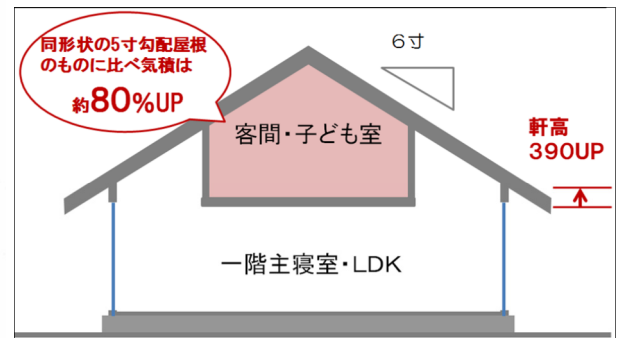 同形状の5寸勾配屋根
のものに比べ気積は
約80%UP
6寸
客間・子ども室
軒高
390UP
一階主寝室・LDK